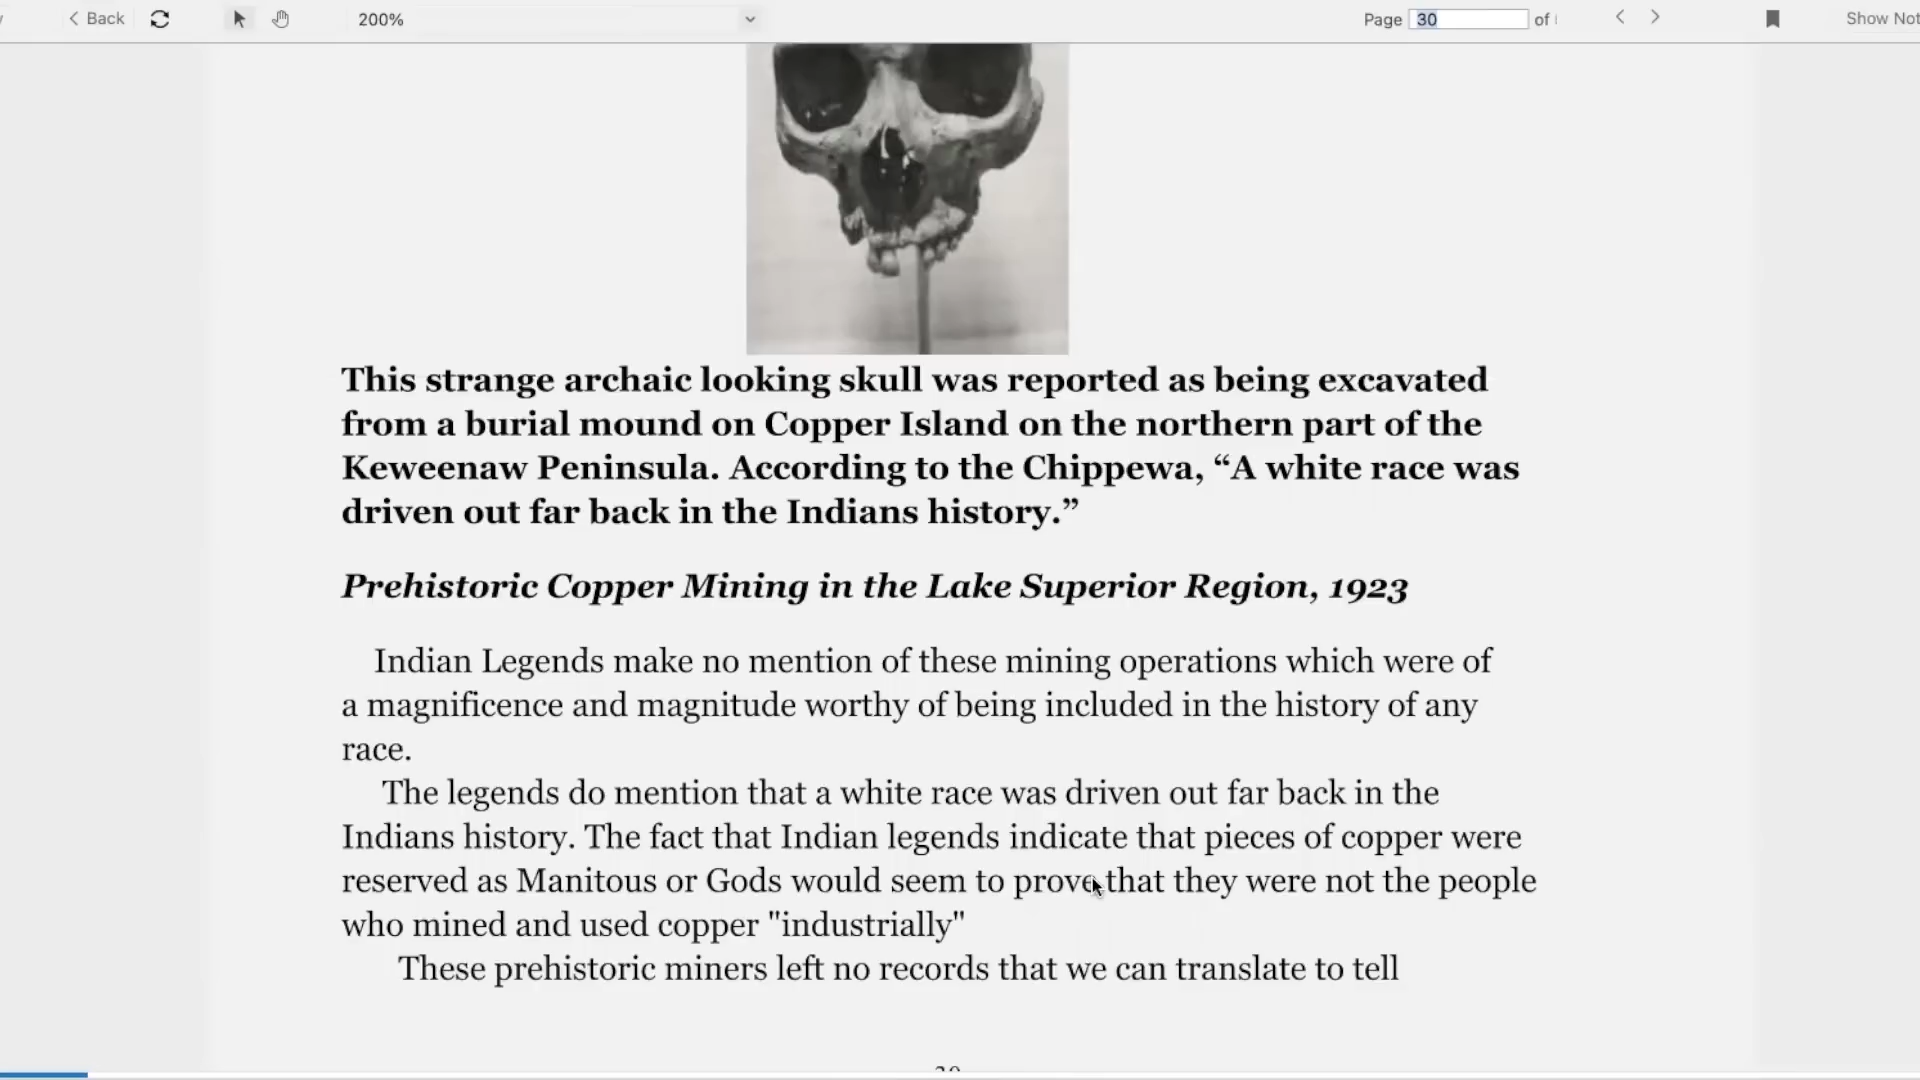 Back
200%
Page 30 of
Show Not
This strange archaic looking skull was reported as being excavated
from a burial mound on Copper Island on the northern part of the
Keweenaw Peninsula. According to the Chippewa, “A white race was
driven out far back in the Indians history.”
Prehistoric Copper Mining in the Lake Superior Region, 1923
Indian Legends make no mention of these mining operations which were of
a magnificence and magnitude worthy of being included in the history of any
race.
The legends do mention that a white race was driven out far back in the
Indians history. The fact that Indian legends indicate that pieces of copper were
reserved as Manitous or Gods would seem to prove that they were not the people
who mined and used copper "industrially"
These prehistoric miners left no records that we can translate to tell